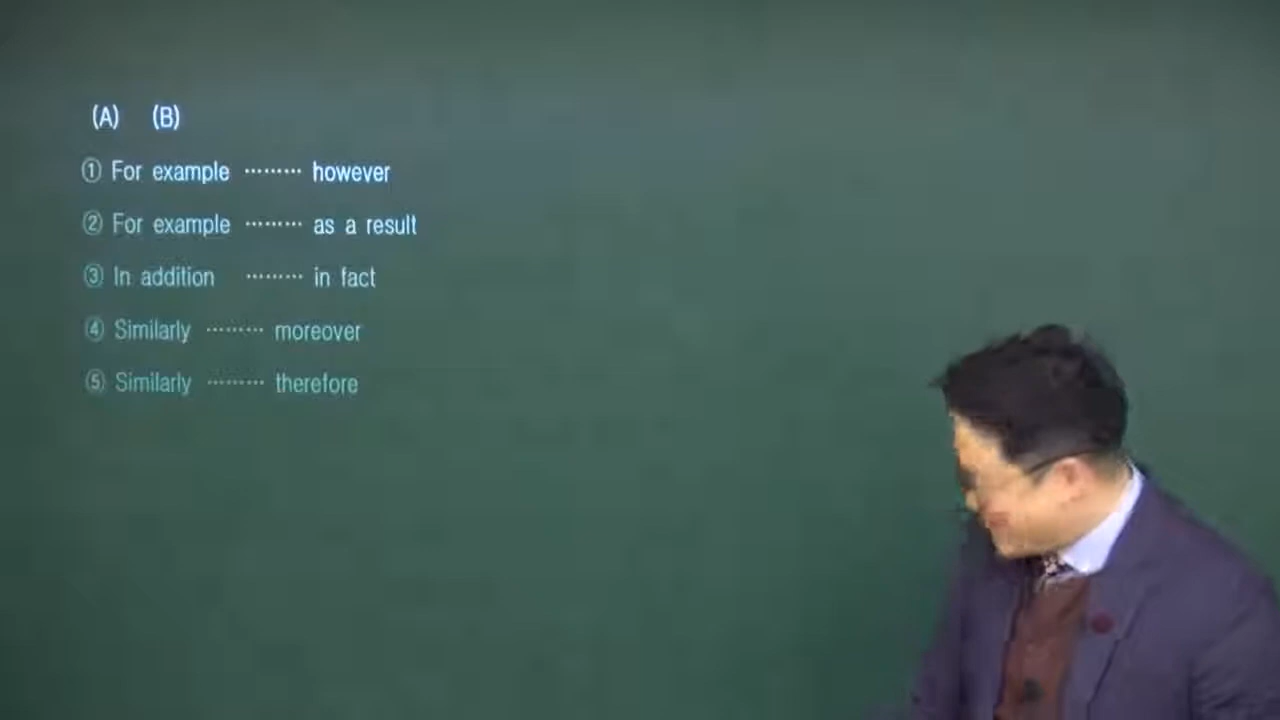 (A) (B)
① For example ········· however
② For example ········· as a result
③ In addition ········· in fact
④ Similarly ········· moreover
⑤ Similarly ········· therefore